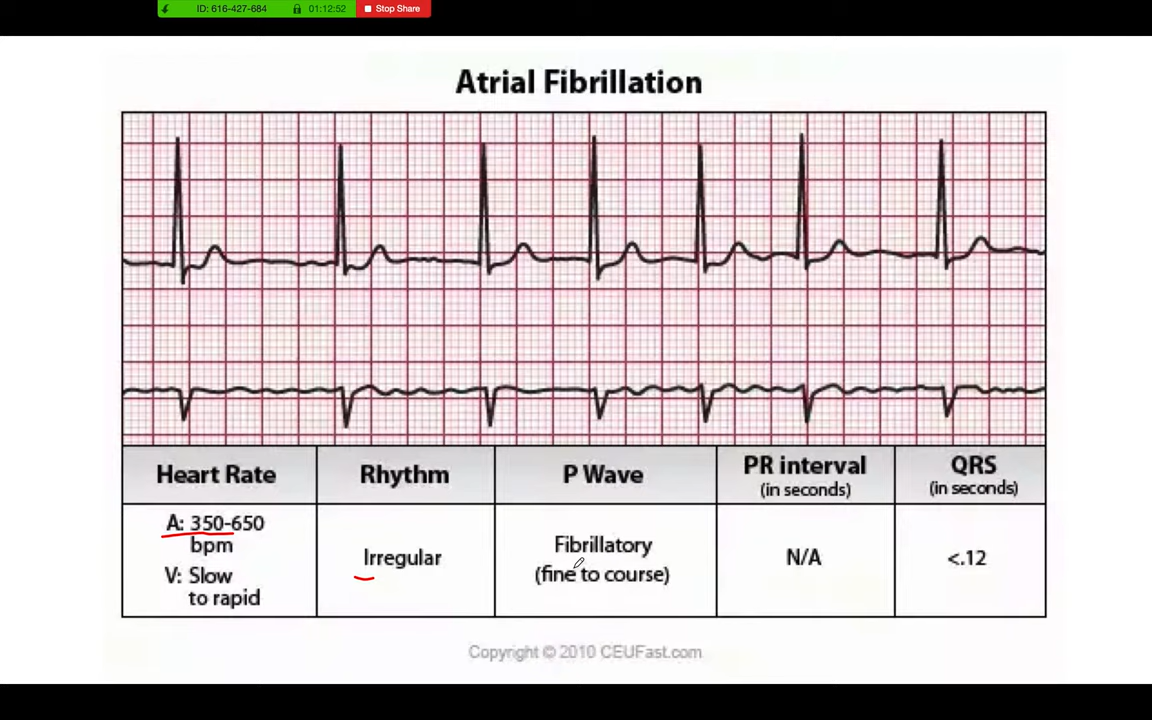 ID: 616-427-684 01:12:52 Stop Share
Atrial Fibrillation
Heart Rate Rhythm P Wave PR interval (in seconds) QRS (in seconds)
A: 350-650
bpm
V: Slow
to rapid
Irregular
Fibrillatory
(fine to course)
N/A
<.12
Copyright © 2010 CEUFast.com